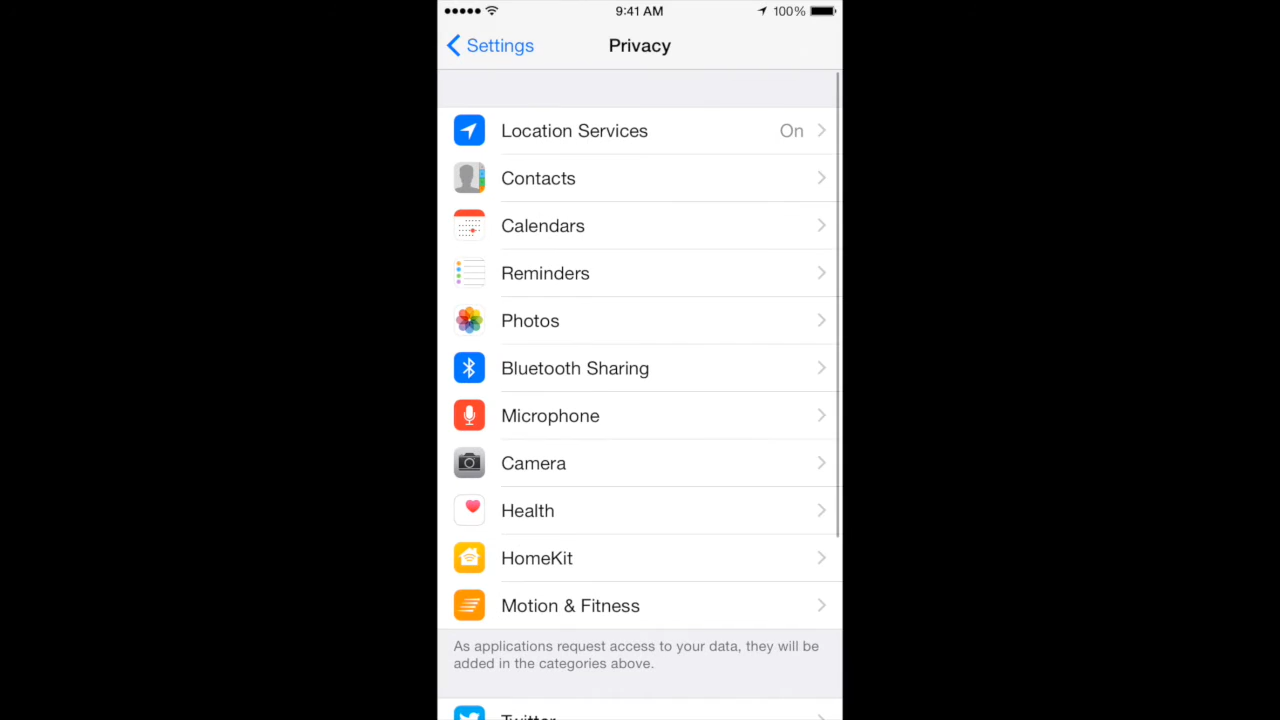 9:41 AM 100%
Settings Privacy
Location Services On
Contacts
Calendars
Reminders
Photos
Bluetooth Sharing
Microphone
Camera
Health
HomeKit
Motion & Fitness
As applications request access to your data, they will be
added in the categories above.
Twitter